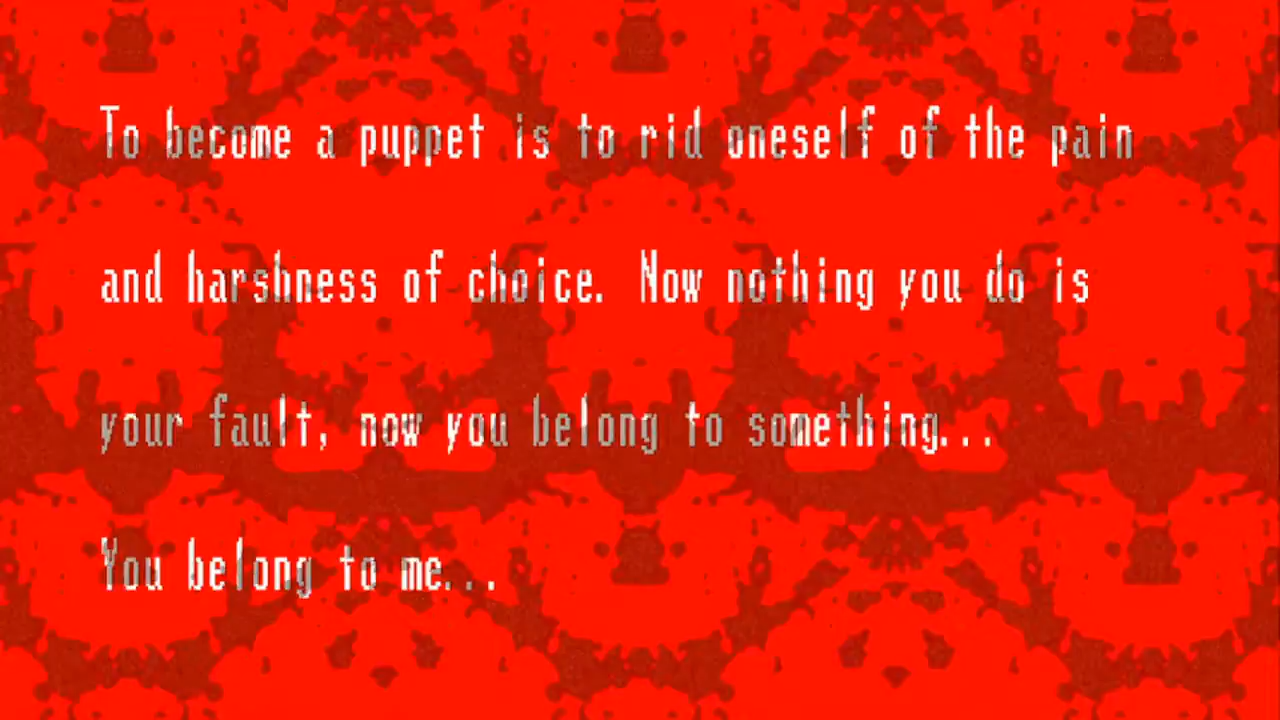 To become a puppet is to rid oneself of the pain
and harshness of choice. Now nothing you do is
your fault, now you belong to something...
You belong to me...